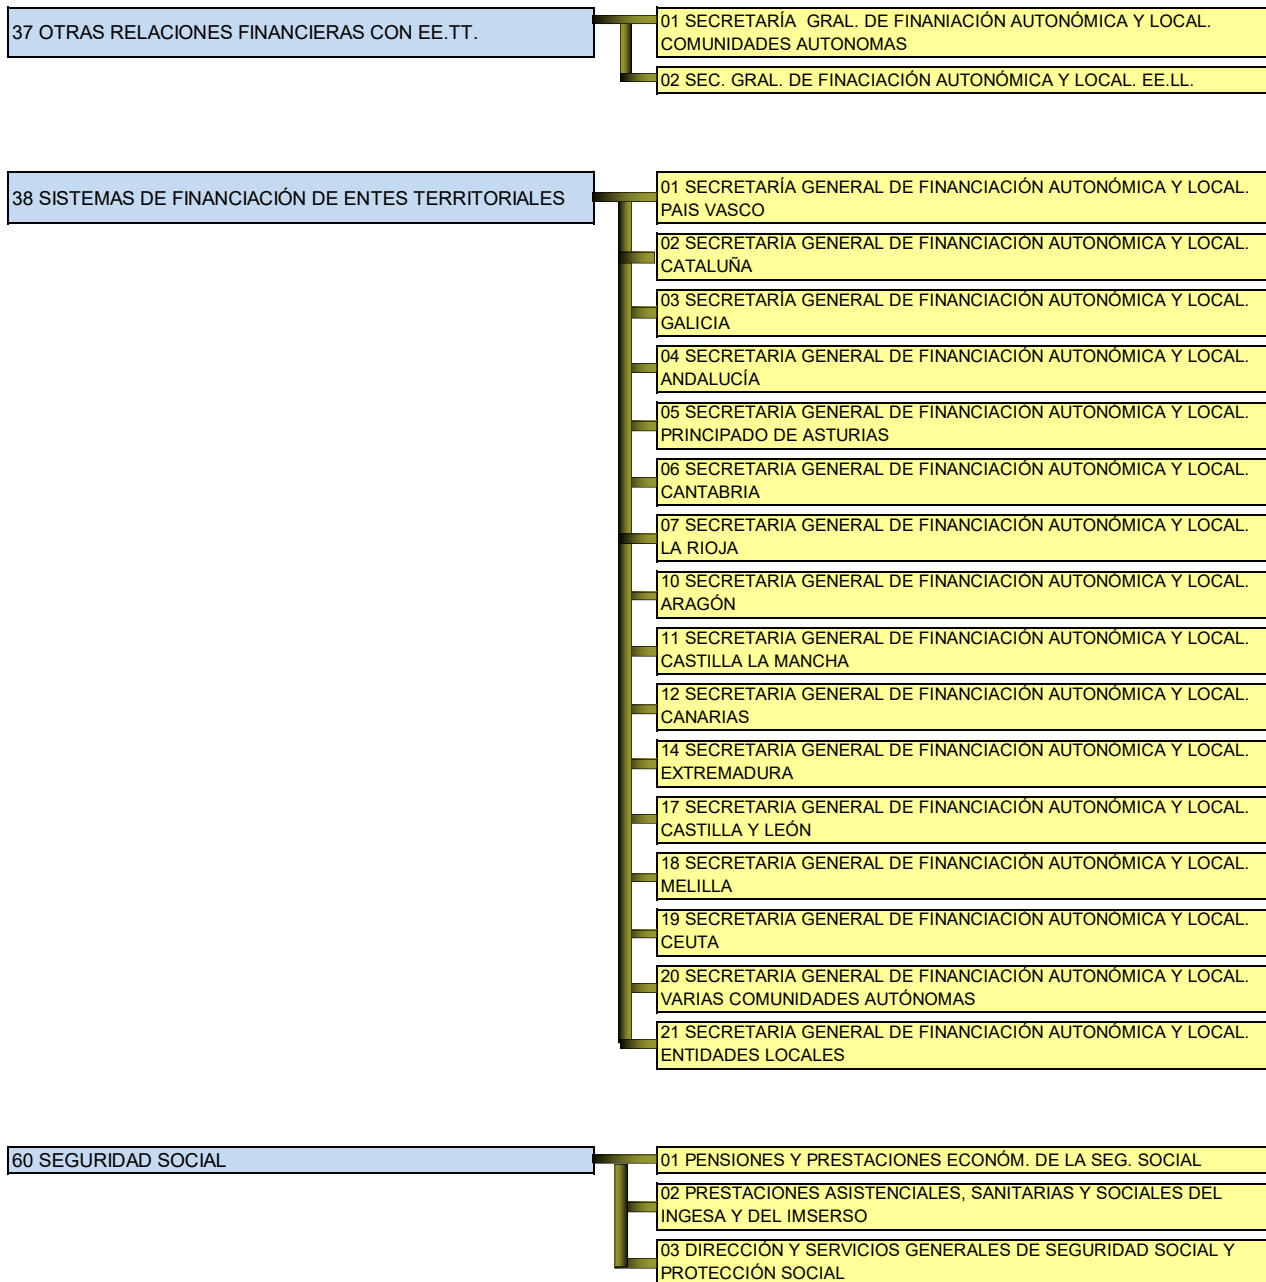 37 OTRAS RELACIONES FINANCIERAS CON EE.TT.
01 SECRETARÍA GRAL. DE FINANIACIÓN AUTONÓMICA Y LOCAL.
COMUNIDADES AUTONOMAS
02 SEC. GRAL. DE FINACIACIÓN AUTONÓMICA Y LOCAL. EE.LL.
38 SISTEMAS DE FINANCIACIÓN DE ENTES TERRITORIALES
01 SECRETARÍA GENERAL DE FINANCIACIÓN AUTONÓMICA Y LOCAL.
PAIS VASCO
02 SECRETARIA GENERAL DE FINANCIACIÓN AUTONÓMICA Y LOCAL.
CATALUÑA
03 SECRETARÍA GENERAL DE FINANCIACIÓN AUTONÓMICA Y LOCAL.
GALICIA
04 SECRETARIA GENERAL DE FINANCIACIÓN AUTONÓMICA Y LOCAL.
ANDALUCÍA
05 SECRETARIA GENERAL DE FINANCIACIÓN AUTONÓMICA Y LOCAL.
PRINCIPADO DE ASTURIAS
06 SECRETARIA GENERAL DE FINANCIACIÓN AUTONÓMICA Y LOCAL.
CANTABRIA
07 SECRETARIA GENERAL DE FINANCIACIÓN AUTONÓMICA Y LOCAL.
LA RIOJA
10 SECRETARIA GENERAL DE FINANCIACIÓN AUTONÓMICA Y LOCAL.
ARAGÓN
11 SECRETARIA GENERAL DE FINANCIACIÓN AUTONÓMICA Y LOCAL.
CASTILLA LA MANCHA
12 SECRETARIA GENERAL DE FINANCIACIÓN AUTONÓMICA Y LOCAL.
CANARIAS
14 SECRETARIA GENERAL DE FINANCIACIÓN AUTONÓMICA Y LOCAL.
EXTREMADURA
17 SECRETARIA GENERAL DE FINANCIACIÓN AUTONÓMICA Y LOCAL.
CASTILLA Y LEÓN
18 SECRETARIA GENERAL DE FINANCIACIÓN AUTONÓMICA Y LOCAL.
MELILLA
19 SECRETARIA GENERAL DE FINANCIACIÓN AUTONÓMICA Y LOCAL.
CEUTA
20 SECRETARIA GENERAL DE FINANCIACIÓN AUTONÓMICA Y LOCAL.
VARIAS COMUNIDADES AUTÓNOMAS
21 SECRETARIA GENERAL DE FINANCIACIÓN AUTONÓMICA Y LOCAL.
ENTIDADES LOCALES
60 SEGURIDAD SOCIAL
01 PENSIONES Y PRESTACIONES ECONÓM. DE LA SEG. SOCIAL
02 PRESTACIONES ASISTENCIALES, SANITARIAS Y SOCIALES DEL
INGESA Y DEL IMSERSO
03 DIRECCIÓN Y SERVICIOS GENERALES DE SEGURIDAD SOCIAL Y
PROTECCIÓN SOCIAL